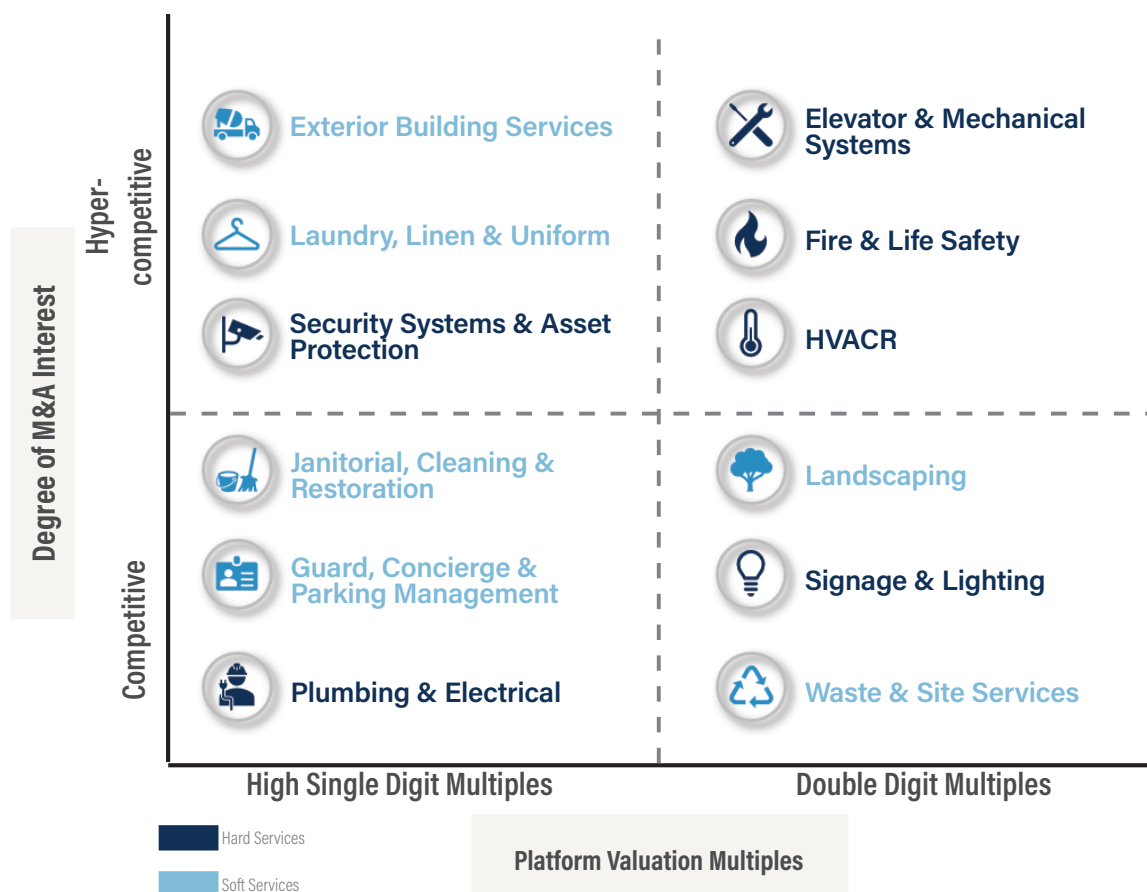 Degree of M&A Interest
Hyper-
competitive
Competitive
Exterior Building Services
Laundry, Linen & Uniform
Security Systems & Asset
Protection
Elevator & Mechanical
Systems
Fire & Life Safety
HVACR
Janitorial, Cleaning &
Restoration
Guard, Concierge &
Parking Management
Plumbing & Electrical
Landscaping
Signage & Lighting
Waste & Site Services
High Single Digit Multiples
Double Digit Multiples
Platform Valuation Multiples
Hard Services
Soft Services